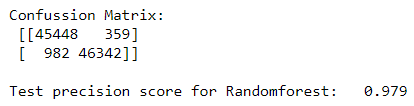 Confussion Matrix:
[[45448 359]
[ 982 46342]]
Test precision score for Randomforest: 0.979